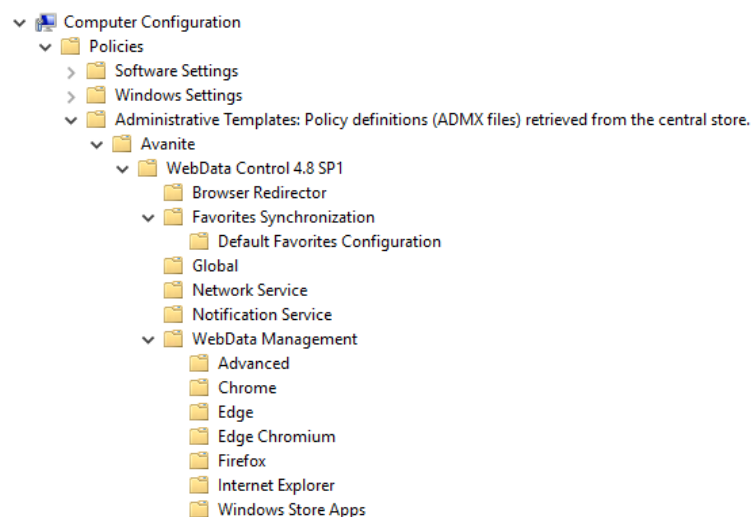 Computer Configuration
Policies
Software Settings
Windows Settings
Administrative Templates: Policy definitions (ADMX files) retrieved from the central store.
Avanite
WebData Control 4.8 SP1
Browser Redirector
Favorites Synchronization
Default Favorites Configuration
Global
Network Service
Notification Service
WebData Management
Advanced
Chrome
Edge
Edge Chromium
Firefox
Internet Explorer
Windows Store Apps